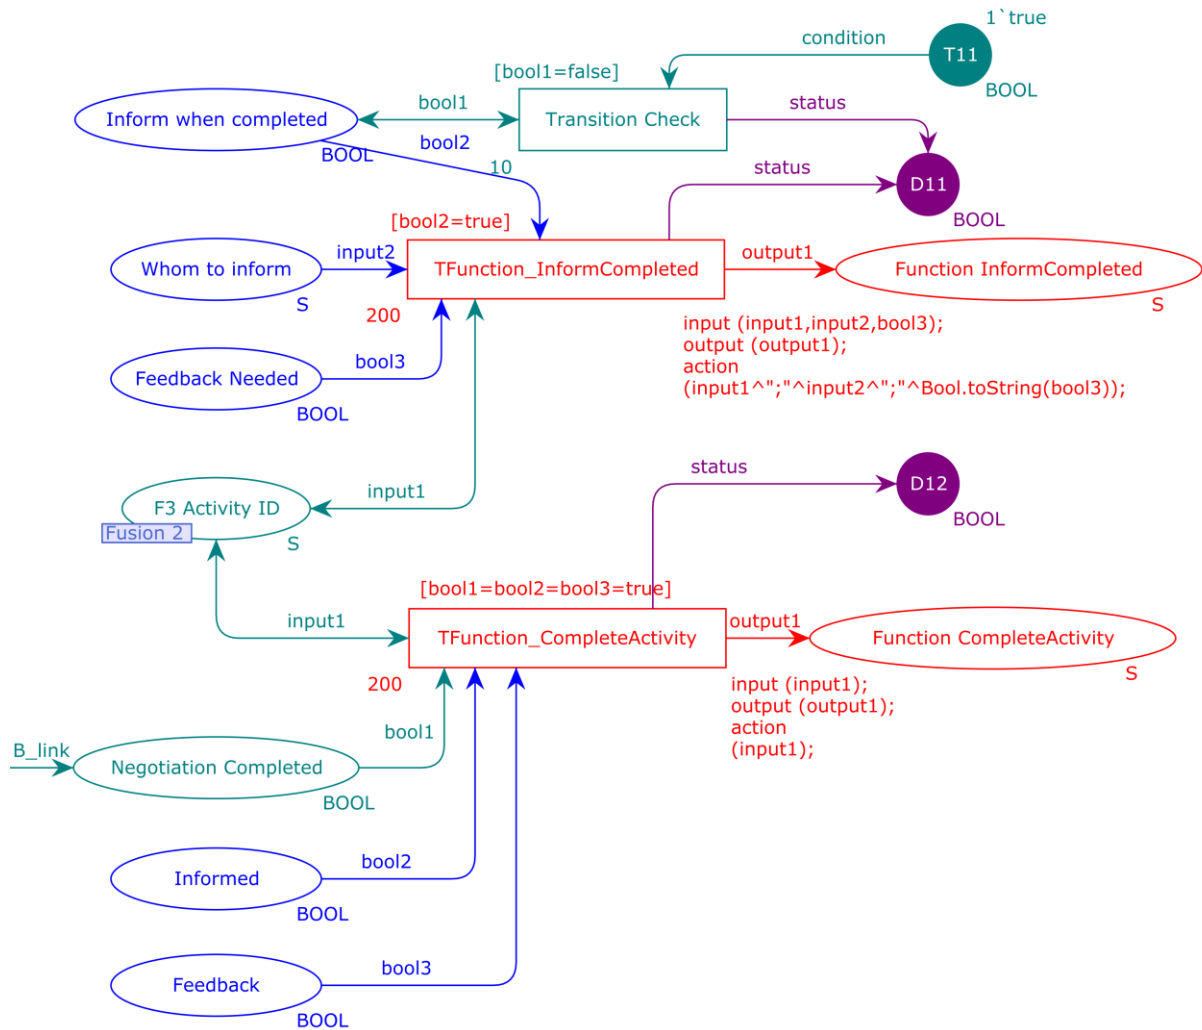 1`true
condition
T11
[bool1=false]
BOOL
bool1
status
Inform when completed
Transition Check
bool2
BOOL
10
status
D11
[bool2=true]
BOOL
input2
output1
Whom to inform
TFunction_InformCompleted
Function InformCompleted
S
S
200
input (input1,input2,bool3);
output (output1);
action
(input1^";"^input2^";"^Bool.toString(bool3));
bool3
Feedback Needed
BOOL
status
D12
input1
F3 Activity ID
BOOL
Fusion 2
S
[bool1=bool2=bool3=true]
input1
output1
TFunction_CompleteActivity
Function CompleteActivity
S
200
input (input1);
output (output1);
action
(input1);
bool1
B_link
Negotiation Completed
BOOL
bool2
Informed
BOOL
bool3
Feedback
BOOL